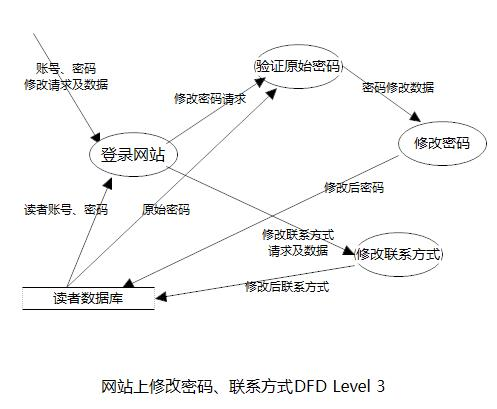 账号、密码
修改请求及数据
验证原始密码
修改密码请求
密码修改数据
登录网站
修改密码
读者账号、密码
原始密码
修改后密码
修改联系方式
请求及数据
修改联系方式
修改后联系方式
读者数据库
网站上修改密码、联系方式DFD Level 3